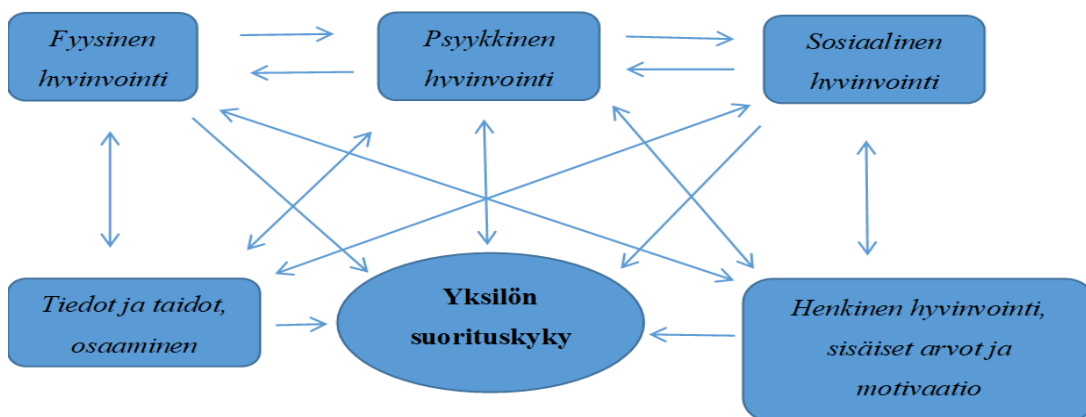 Fyysinen
hyvinvointi
Psyykkinen
hyvinvointi
Sosiaalinen
hyvinvointi
Tiedot ja taidot,
osaaminen
Yksilön
suorituskyky
Henkinen hyvinvointi,
sisäiset arvot ja
motivaatio